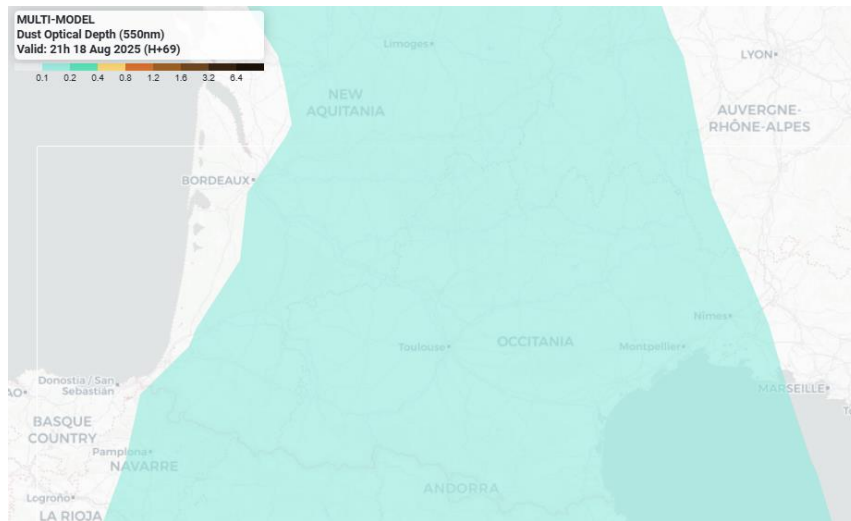 MULTI-MODEL
Dust Optical Depth (550nm)
Valid: 21h 18 Aug 2025 (H+69)
0.1 0.2 0.4 0.8 1.2 1.6 3.2 6.4
Limoges
LYON
NEW
AQUITANIA
AUVERGNE-
RHÔNE-ALPES
BORDEAUX
Nîmes
Toulouse
OCCITANIA
Montpellier
Donostia / San
Sebastián
AO
MARSEILLE
BASQUE
COUNTRY
Pamplona
NAVARRE
ANDORRA
Logroño
LA RIOJA